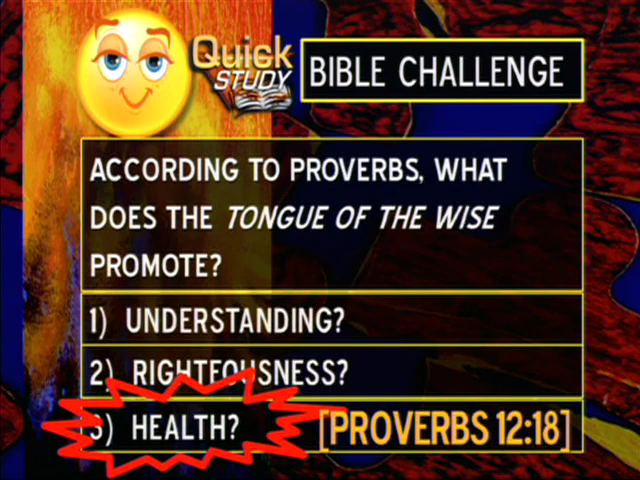 Quick
STUDY
BIBLE CHALLENGE
ACCORDING TO PROVERBS, WHAT
DOES THE TONGUE OF THE WISE
PROMOTE?
1) UNDERSTANDING?
2) RIGHTEOUSNESS?
3) HEALTH? [PROVERBS 12:18]